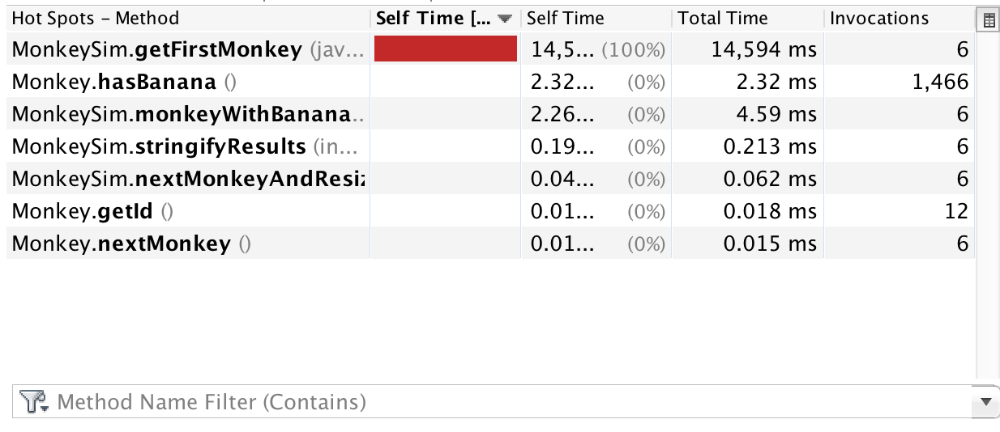 Hot Spots – Method Self Time [... Self Time Total Time Invocations
MonkeySim.getFirstMonkey (jav... 14,5... (100%) 14,594 ms 6
Monkey.hasBanana () 2.32... (0%) 2.32 ms 1,466
MonkeySim.monkeyWithBanana... 2.26... (0%) 4.59 ms 6
MonkeySim.stringifyResults (in... 0.19... (0%) 0.213 ms 6
MonkeySim.nextMonkeyAndResiz 0.04... (0%) 0.062 ms 6
Monkey.getId () 0.01... (0%) 0.018 ms 12
Monkey.nextMonkey () 0.01... (0%) 0.015 ms 6
Method Name Filter (Contains)